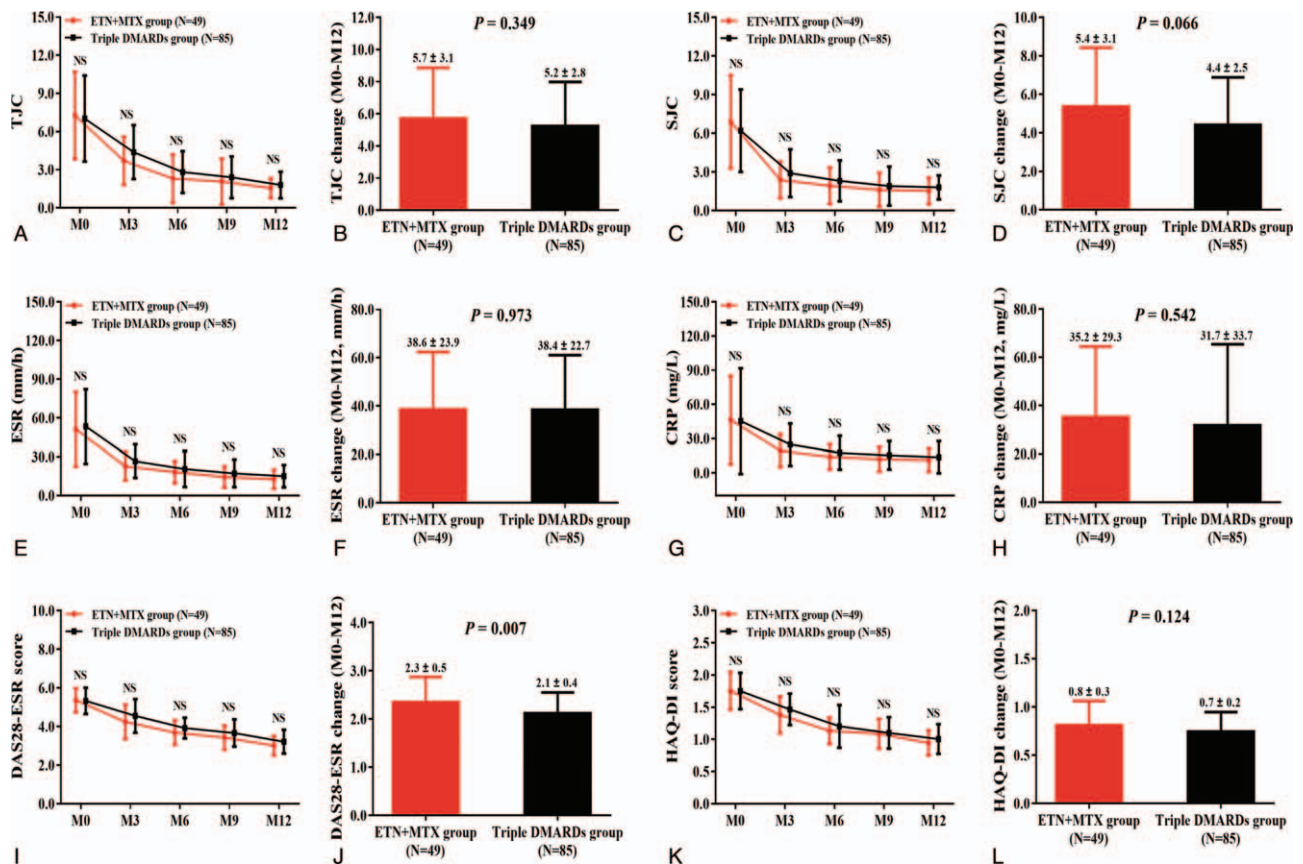 ETN+MTX group (N=49)
Triple DMARDs group (N=85)
TJC
15.0
12.0
9.0
6.0
3.0
0.0
NS
NS
NS
NS
NS
M0 M3 M6 M9 M12
A
P = 0.349
TJC change (M0-M12)
12.0
10.0
8.0
6.0
4.0
2.0
0.0
5.7 ± 3.1
5.2 ± 2.8
ETN+MTX group Triple DMARDs group
(N=49) (N=85)
B
ETN+MTX group (N=49)
Triple DMARDs group (N=85)
SJC
15.0
12.0
9.0
6.0
3.0
0.0
NS
NS
NS
NS
NS
M0 M3 M6 M9 M12
C
P = 0.066
SJC change (M0-M12)
10.0
8.0
6.0
4.0
2.0
0.0
5.4 ± 3.1
4.4 ± 2.5
ETN+MTX group Triple DMARDs group
(N=49) (N=85)
D
ETN+MTX group (N=49)
Triple DMARDs group (N=85)
ESR (mm/h)
150.0
120.0
90.0
60.0
30.0
0.0
NS
NS
NS
NS
NS
M0 M3 M6 M9 M12
E
P = 0.973
ESR change (M0-M12, mm/h)
80.0
60.0
40.0
20.0
0.0
38.6 ± 23.9
38.4 ± 22.7
ETN+MTX group Triple DMARDs group
(N=49) (N=85)
F
ETN+MTX group (N=49)
Triple DMARDs group (N=85)
CRP (mg/L)
150.0
120.0
90.0
60.0
30.0
0.0
NS
NS
NS
NS
NS
M0 M3 M6 M9 M12
G
P = 0.542
CRP change (M0-M12, mg/L)
80.0
60.0
40.0
20.0
0.0
35.2 ± 29.3
31.7 ± 33.7
ETN+MTX group Triple DMARDs group
(N=49) (N=85)
H
ETN+MTX group (N=49)
Triple DMARDs group (N=85)
DAS28-ESR score
10.0
8.0
6.0
4.0
2.0
0.0
NS
NS
NS
NS
NS
M0 M3 M6 M9 M12
I
P = 0.007
DAS28-ESR change (M0-M12)
4.0
3.0
2.0
1.0
0.0
2.3 ± 0.5
2.1 ± 0.4
ETN+MTX group Triple DMARDs group
(N=49) (N=85)
J
ETN+MTX group (N=49)
Triple DMARDs group (N=85)
HAQ-DI score
3.0
2.5
2.0
1.5
1.0
0.5
0.0
NS
NS
NS
NS
NS
M0 M3 M6 M9 M12
K
P = 0.124
HAQ-DI change (M0-M12)
2.0
1.5
1.0
0.5
0.0
0.8 ± 0.3
0.7 ± 0.2
ETN+MTX group Triple DMARDs group
(N=49) (N=85)
L